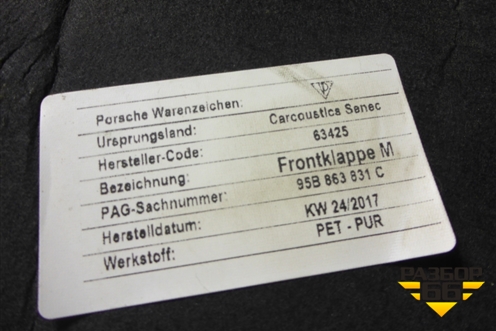 Porsche Warenzeichen:
Ursprungsland: Carcoustics Senec
Hersteller-Code: 63425
Bezeichnung: Frontklappe M
PAG-Sachnummer: 95B 863 831 C
Herstelldatum: KW 24/2017
Werkstoff: PET - PUR
РАЗБОР
66